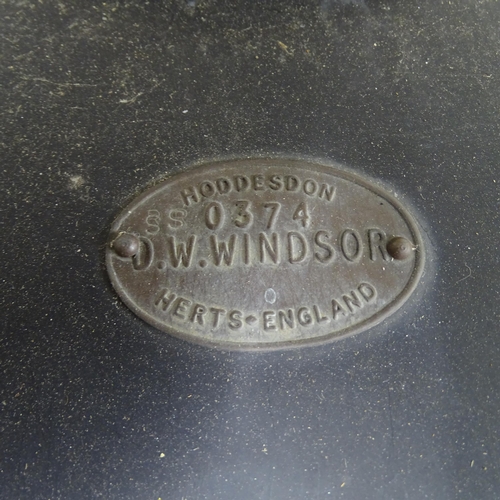 HODDESDON
SS 0374
D.W.WINDSOR
HERTS-ENGLAND